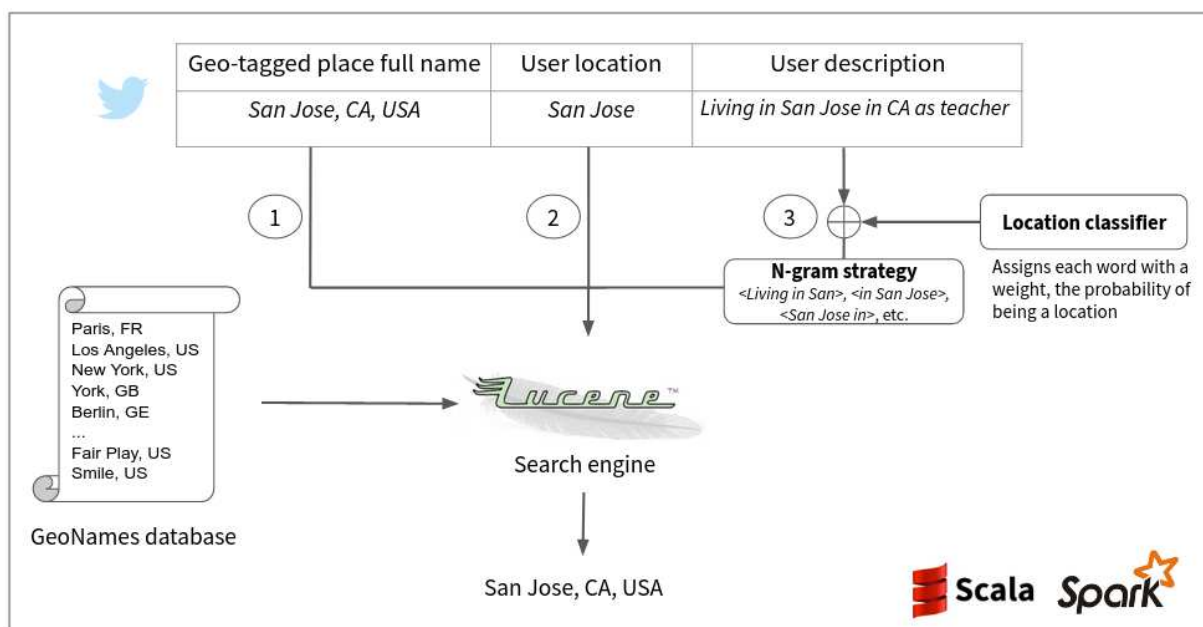 Geo-tagged place full name
User location
User description
San Jose, CA, USA
San Jose
Living in San Jose in CA as teacher
1
2
3
Location classifier
Assigns each word with a
weight, the probability of
being a location
N-gram strategy
<Living in San>, <in San Jose>,
<San Jose in>, etc.
Paris, FR
Los Angeles, US
New York, US
York, GB
Berlin, GE
...
Fair Play, US
Smile, US
GeoNames database
Lucene™
Search engine
San Jose, CA, USA
Scala
Spark